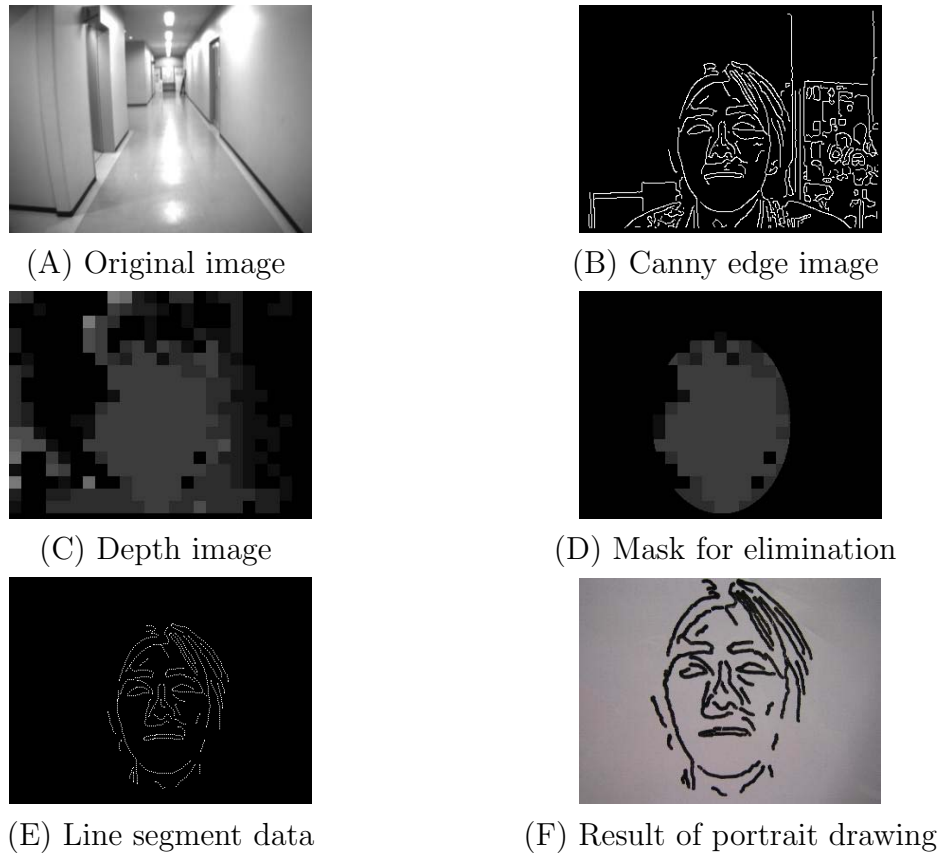 (A) Original image
(B) Canny edge image
(C) Depth image
(D) Mask for elimination
(E) Line segment data
(F) Result of portrait drawing